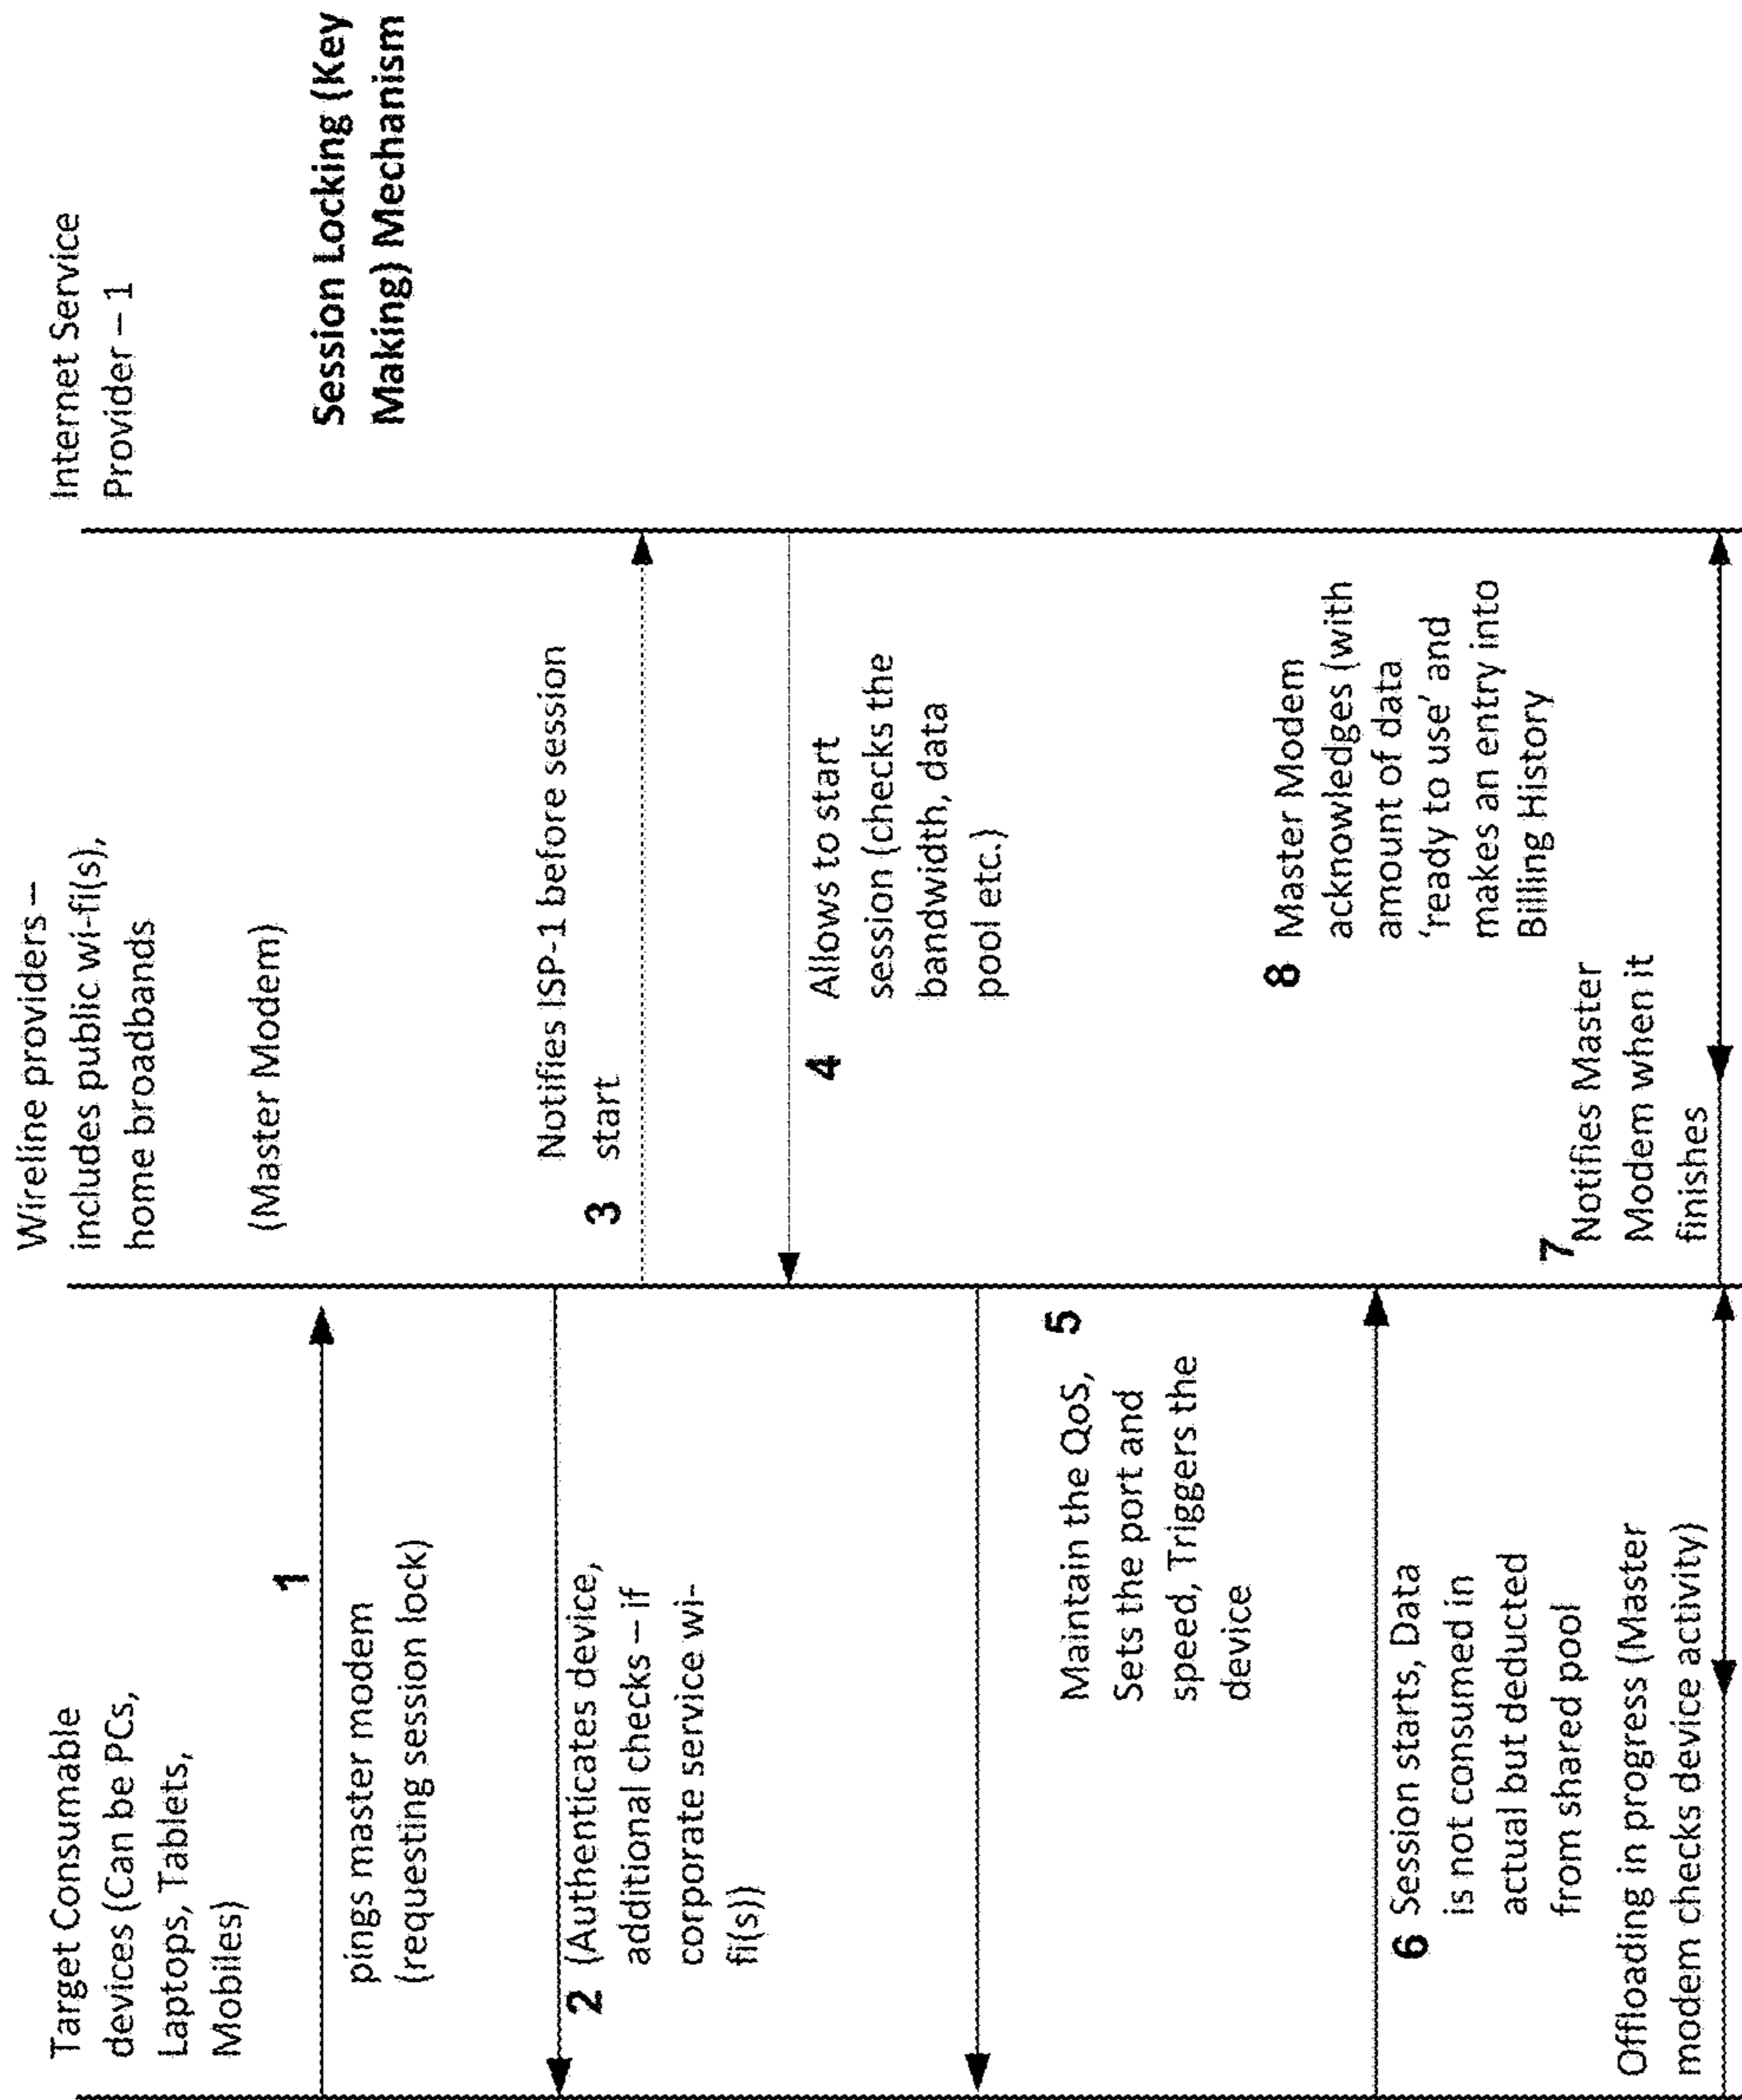 Target Consumable
devices (Can be PCs,
Laptops, Tablets,
Mobiles)
Wireline providers –
includes public wi-fi(s),
home broadbands
(Master Modem)
Internet Service
Provider – 1
Session Locking (Key
Making) Mechanism
1
pings master modem
(requesting session lock)
2 (Authenticates device,
additional checks – if
corporate service wi-
fi(s))
Notifies ISP-1 before session
3 start
4 Allows to start
session (checks the
bandwidth, data
pool etc.)
5
Maintain the QoS,
Sets the port and
speed, Triggers the
device
6 Session starts, Data
is not consumed in
actual but deducted
from shared pool
Offloading in progress (Master
modem checks device activity)
7
Notifies Master
Modem when it
finishes
8 Master Modem
acknowledges (with
amount of data
‘ready to use’ and
makes an entry into
Billing History